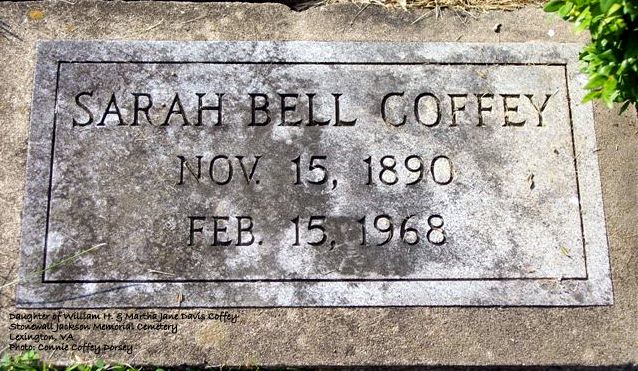 SARAH BELL COFFEY
NOV. 15, 1890
FEB. 15, 1968
Daughter of William H. & Martha Jane Davis Coffey
Stonewall Jackson Memorial Cemetery
Lexington, VA
Photo: Connie Coffey Dorsey